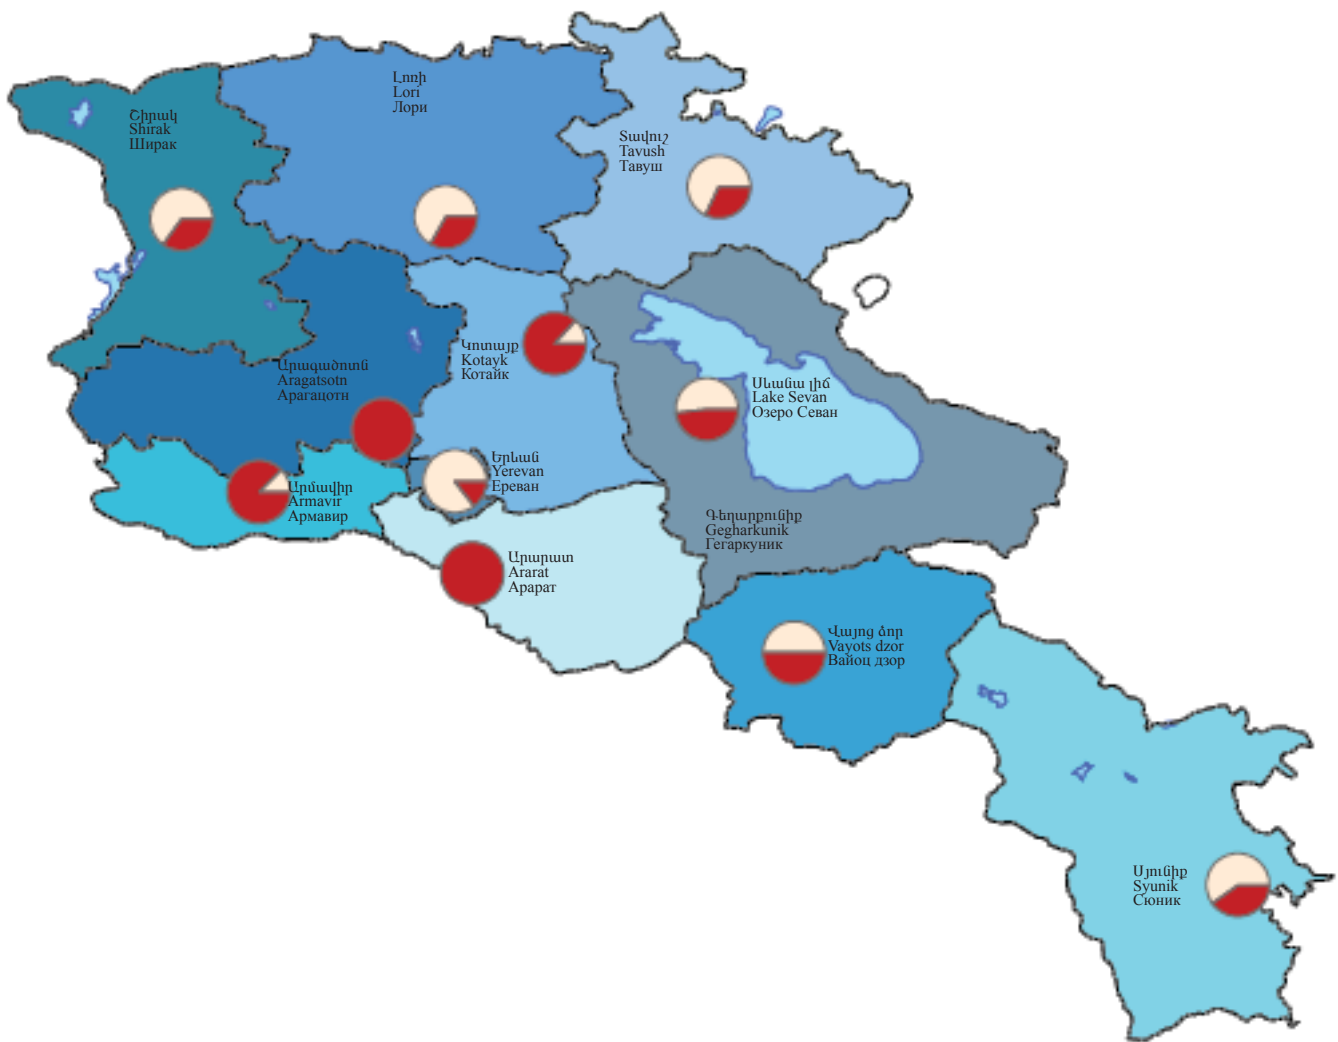 Լոռի
Lori
Лори
Շիրակ
Shirak
Ширак
Տավուշ
Tavush
Тавуш
Կոտայք
Kotayk
Котайк
Արագածոտն
Aragatsotn
Арагацотн
Սևանա լիճ
Lake Sevan
Озеро Севан
Երևան
Yerevan
Ереван
Արմավիր
Armavir
Армавир
Գեղարքունիք
Gegharkunik
Гегаркуник
Արարատ
Ararat
Арарат
Վայոց ձոր
Vayots dzor
Вайоц дзор
Սյունիք
Syunik
Сюник